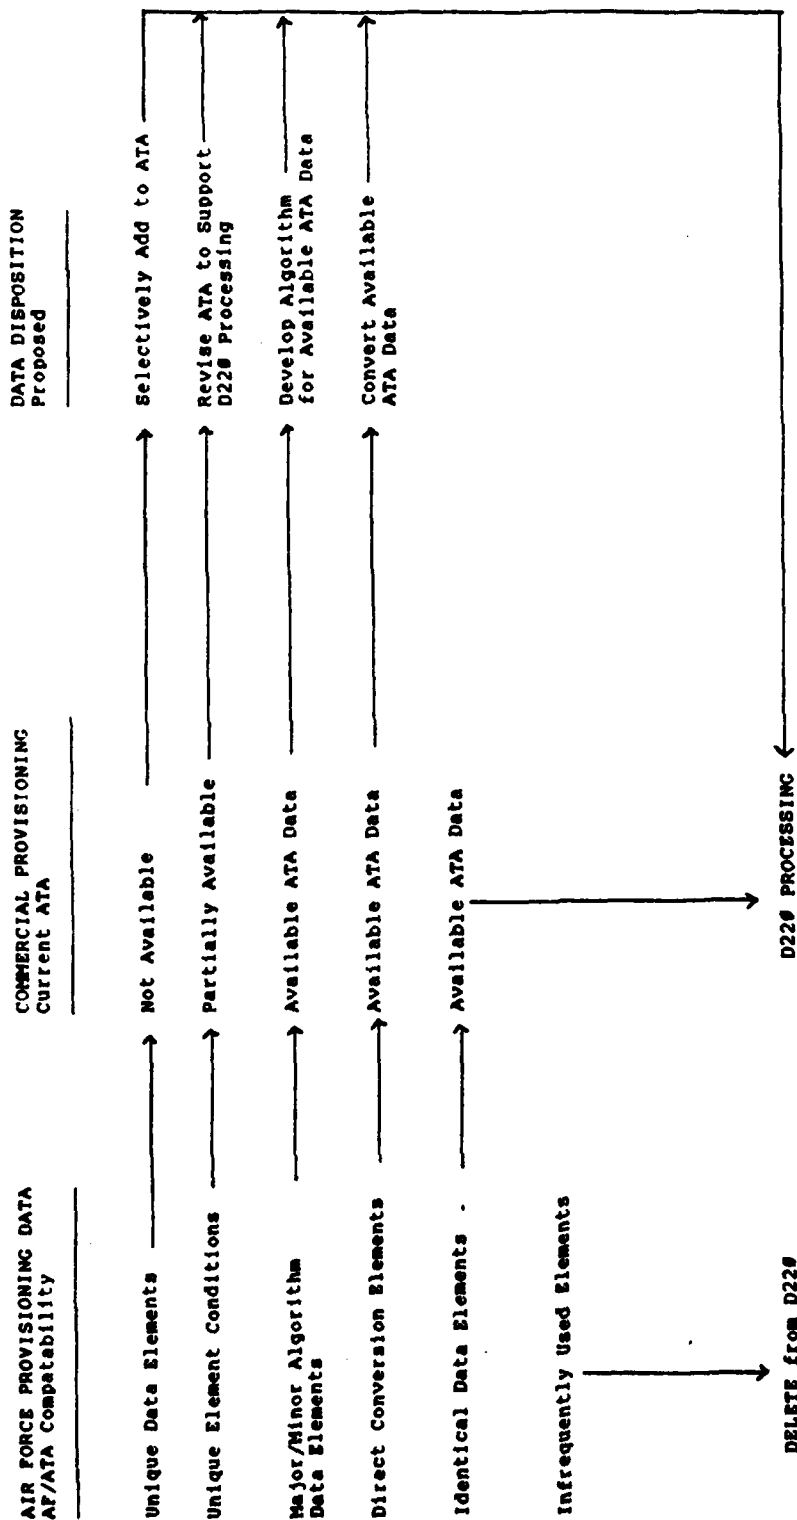 AIR FORCE PROVISIONING DATA
AF/ATA Compatability
COMMERCIAL PROVISIONING
Current ATA
DATA DISPOSITION
Proposed
Unique Data Elements
Not Available
Selectively Add to ATA
Unique Element Conditions
Partially Available
Revise ATA to Support
D220 Processing
Major/Minor Algorithm
Data Elements
Available ATA Data
Develop Algorithm
for Available ATA Data
Direct Conversion Elements
Available ATA Data
Convert Available
ATA Data
Identical Data Elements -
Available ATA Data
Infrequently Used Elements
DELETE from D220
D220 PROCESSING